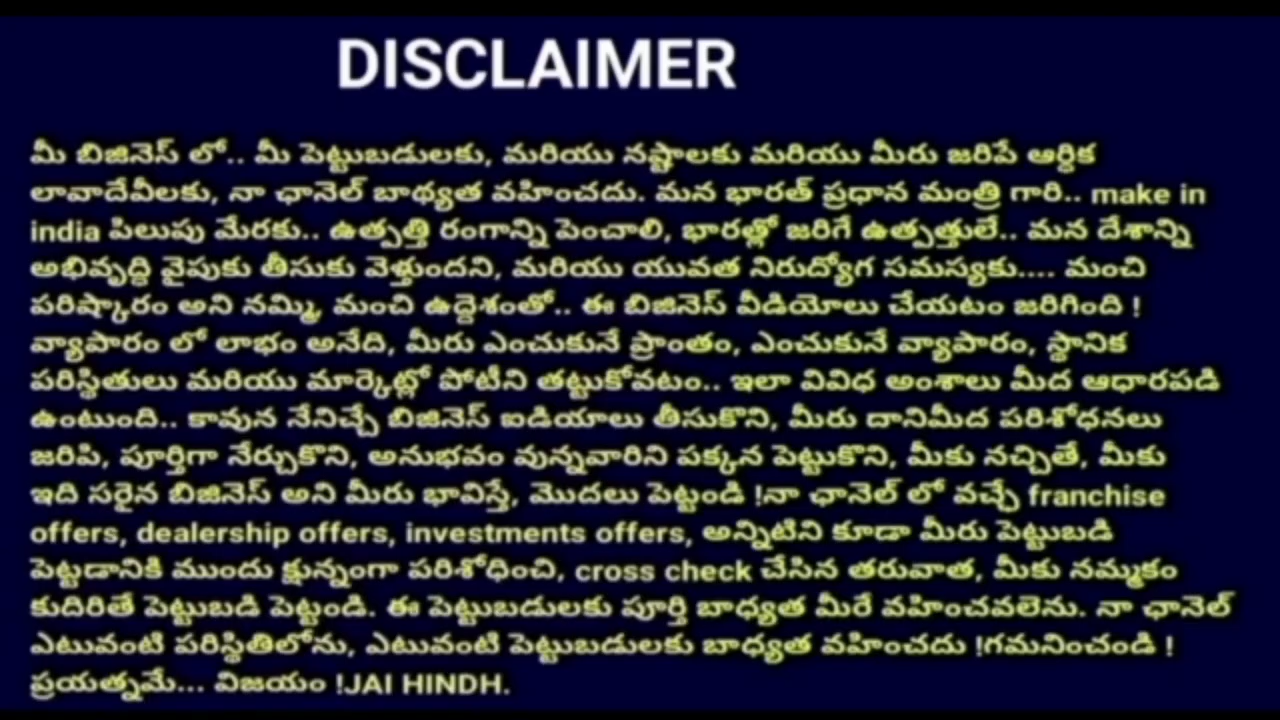 DISCLAIMER
మీ బిజినెస్ లో.. మీ పెట్టుబడులకు, మరియు నష్టాలకు మరియు మీరు జరిపే ఆర్థిక
లావాదేవీలకు, నా ఛానెల్ బాథ్యత వహించదు. మన భారత్ ప్రధాన మంత్రి గారి.. make in
india పిలుపు మేరకు.. ఉత్పత్తి రంగాన్ని పెంచాలి, భారత్లో జరిగే ఉత్పత్తులే.. మన దేశాన్ని
అభివృద్ధి వైపుకు తీసుకు వెళ్తుందని, మరియు యువత నిరుద్యోగ సమస్యకు.... మంచి
పరిష్కారం అని నమ్మి, మంచి ఉద్దెశంతో.. ఈ బిజినెస్ వీడియోలు చేయటం జరిగింది !
వ్యాపారం లో లాభం అనేది, మీరు ఎంచుకునే ప్రాంతం, ఎంచుకునే వ్యాపారం, స్థానిక
పరిస్థితులు మరియు మార్కెట్లో పోటీని తట్టుకోవటం.. ఇలా వివిధ అంశాలు మీద ఆధారపడి
ఉంటుంది.. కావున నేనిచ్చే బిజినెస్ ఐడియాలు తీసుకొని, మీరు దానిమీద పరిశోధనలు
జరిపి, పూర్తిగా నేర్చుకొని, అనుభవం వున్నవారిని పక్కన పెట్టుకొని, మీకు నచ్చితే, మీకు
ఇది సరైన బిజినెస్ అని మీరు భావిస్తే, మొదలు పెట్టండి !నా ఛానెల్ లో వచ్చే franchise
offers, dealership offers, investments offers, అన్నిటిని కూడా మీరు పెట్టుబడి
పెట్టడానికి ముందు క్షున్నంగా పరిశోధించి, cross check చేసిన తరువాత, మీకు నమ్మకం
కుదిరితే పెట్టుబడి పెట్టండి. ఈ పెట్టుబడులకు పూర్తి బాధ్యత మీరే వహించవలెను. నా ఛానెల్
ఎటువంటి పరిస్థితిలోను, ఎటువంటి పెట్టుబడులకు బాధ్యత వహించదు !గమనించండి !
ప్రయత్నమే... విజయం !JAI HINDH.